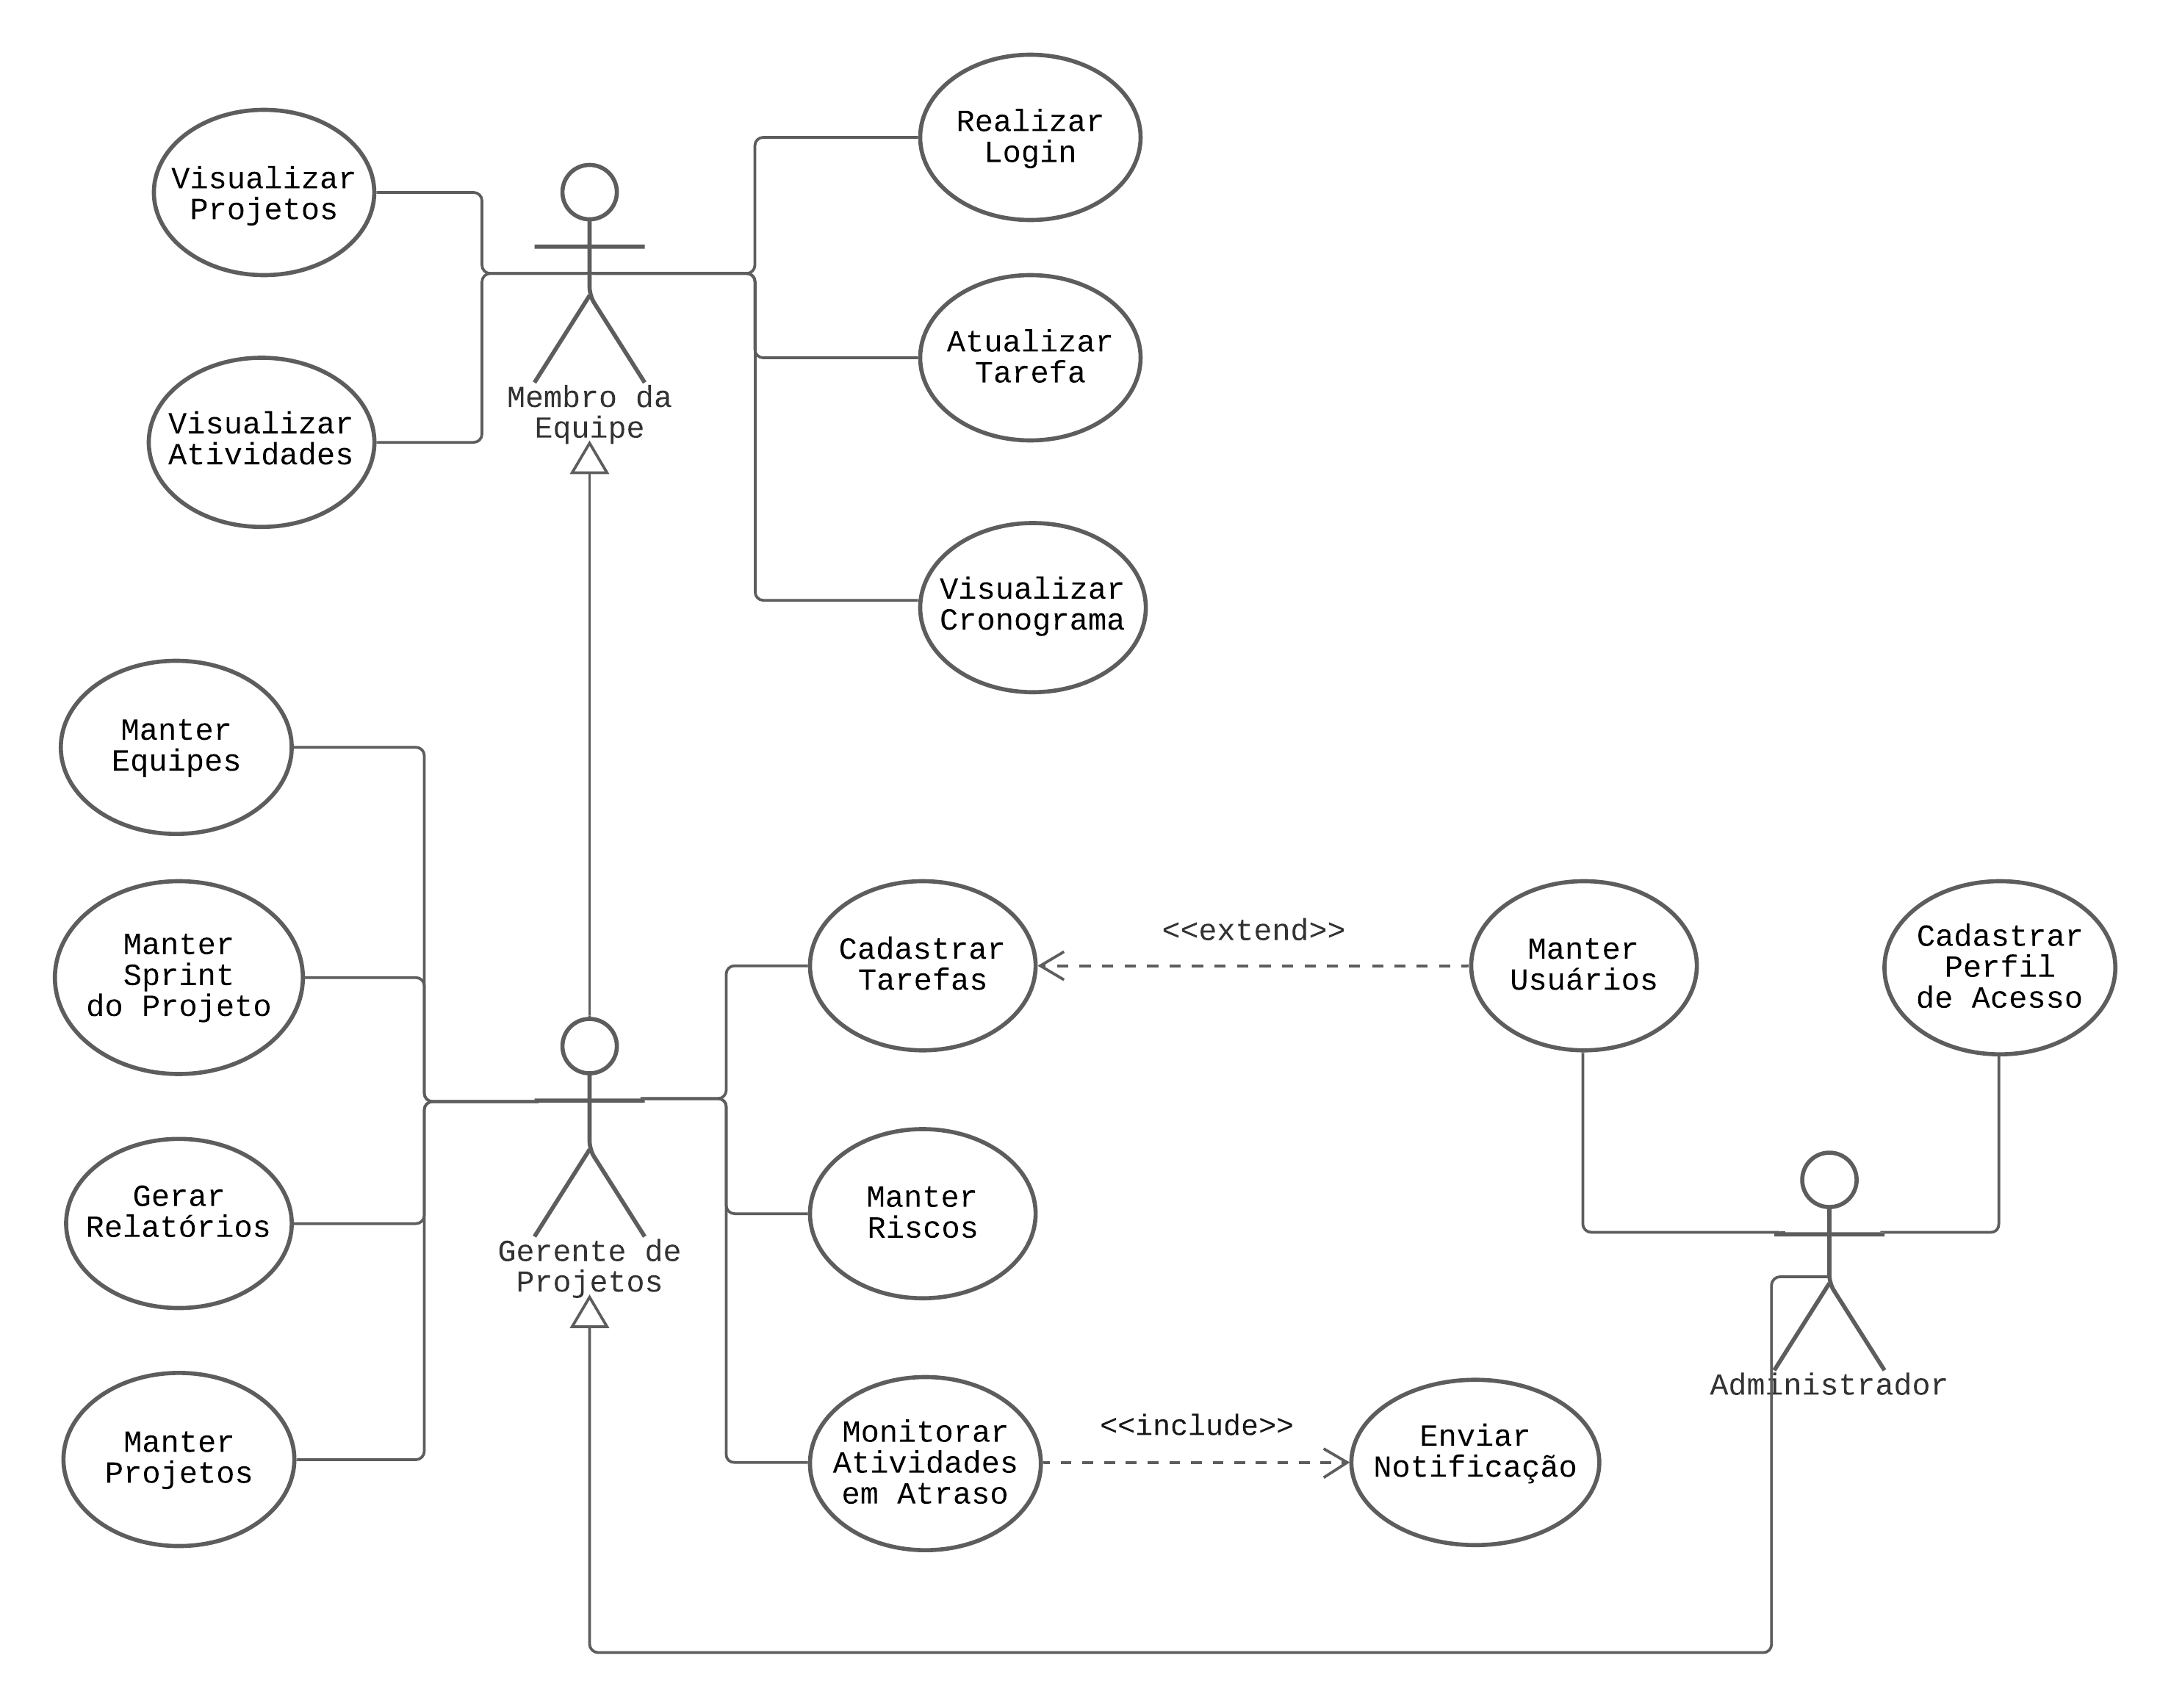 Realizar
Login
Visualizar
Projetos
Atualizar
Tarefa
Membro da
Equipe
Visualizar
Atividades
Visualizar
Cronograma
Manter
Equipes
Manter
Sprint
do Projeto
Cadastrar
Tarefas
<<extend>>
Manter
Usuários
Cadastrar
Perfil
de Acesso
Gerar
Relatórios
Manter
Riscos
Gerente de
Projetos
Administrador
Manter
Projetos
Monitorar
Atividades
em Atraso
<<include>>
Enviar
Notificação